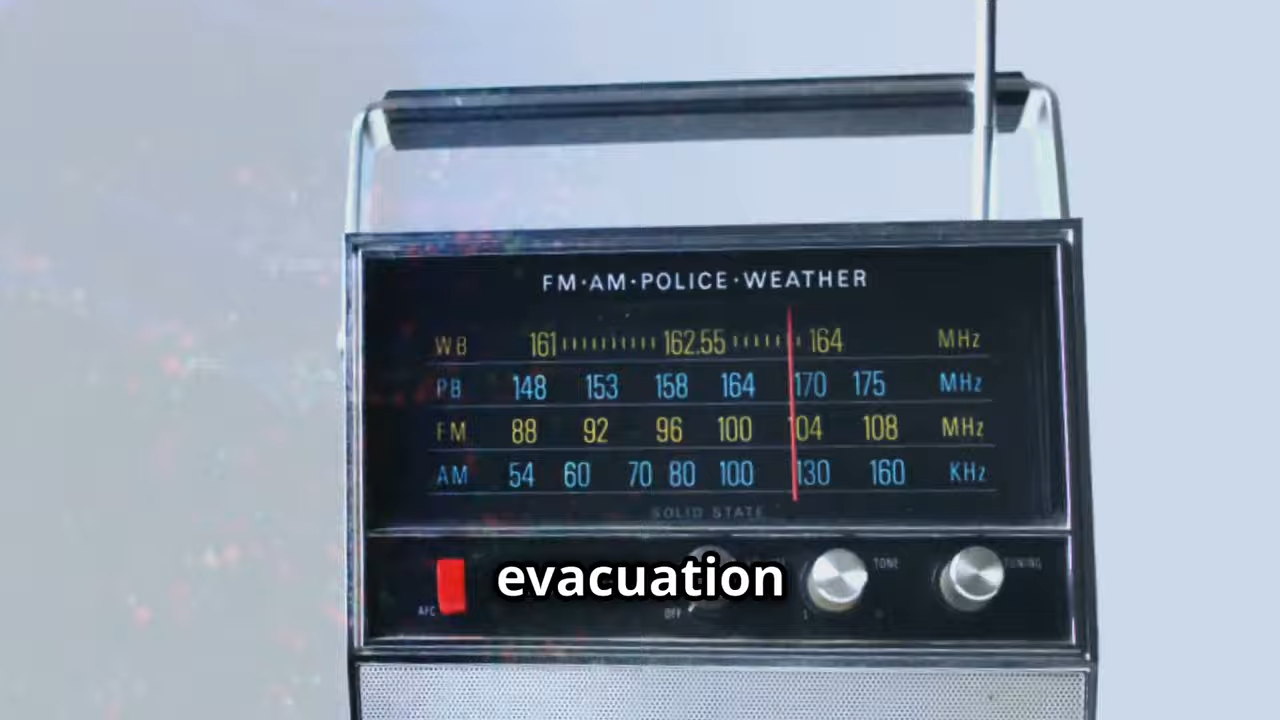 FM·AM·POLICE·WEATHER
WB 161 162.55 164 MHz
PB 148 153 158 164 170 175 MHz
FM 88 92 96 100 104 108 MHz
AM 54 60 70 80 100 130 160 KHz
SOLID STATE
TONE TUNING
evacuation
AFC OFF